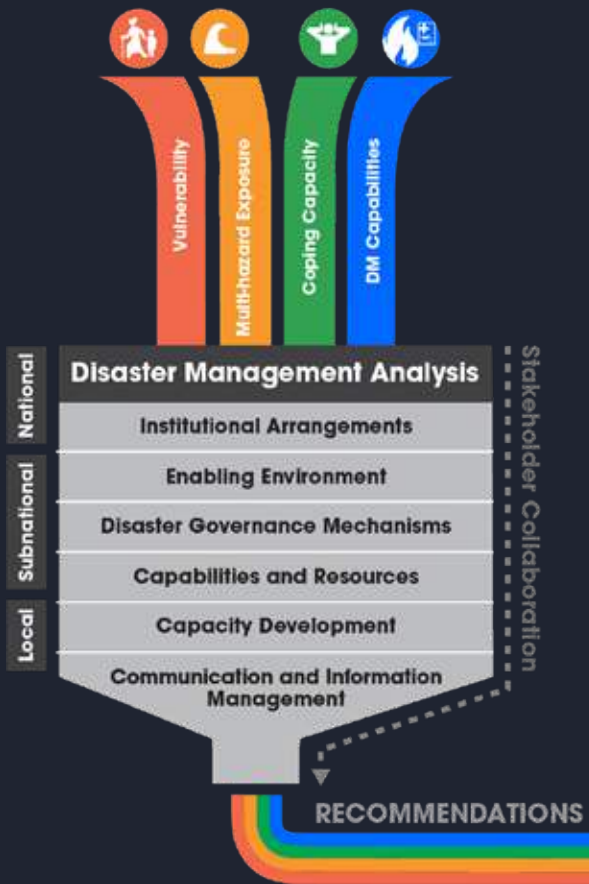 Vulnerability
Multi-hazard Exposure
Coping Capacity
DM Capabilities
National
Subnational
Local
Disaster Management Analysis
Institutional Arrangements
Enabling Environment
Disaster Governance Mechanisms
Capabilities and Resources
Capacity Development
Communication and Information
Management
Stakeholder Collaboration
RECOMMENDATIONS